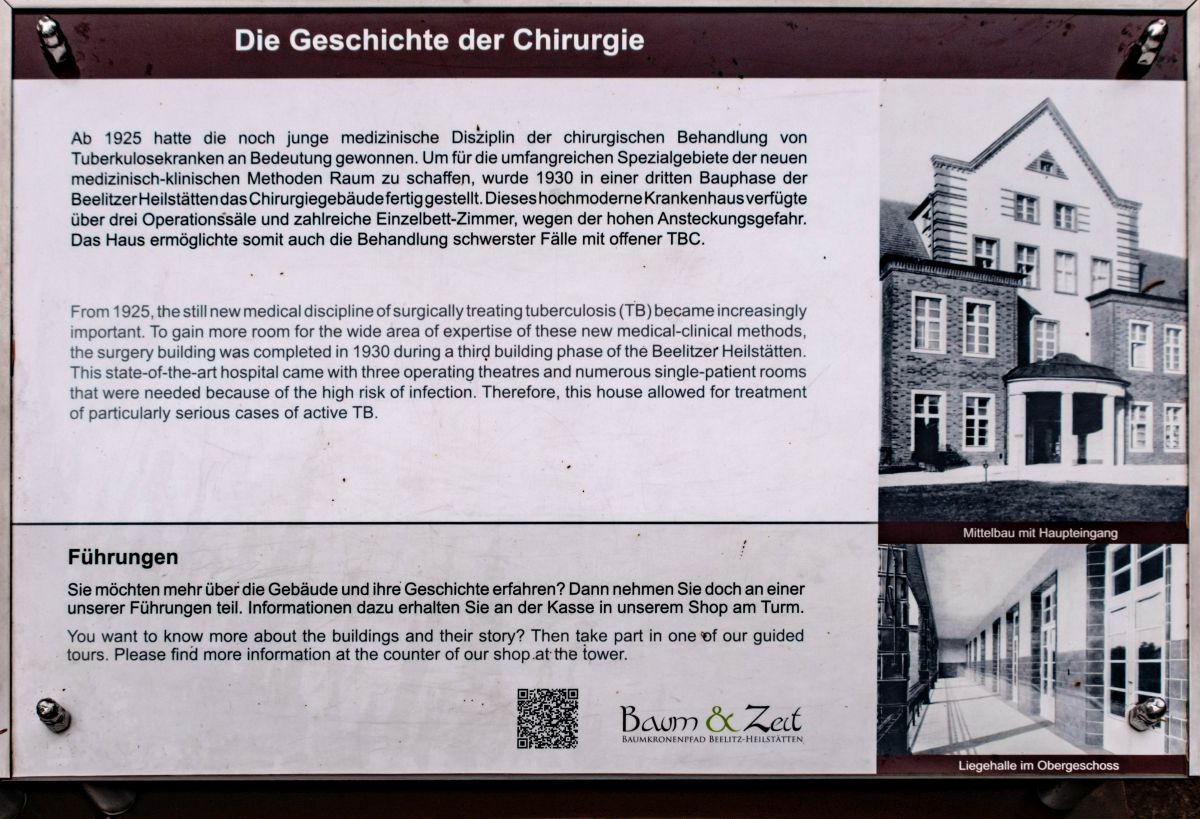 Die Geschichte der Chirurgie
Ab 1925 hatte die noch junge medizinische Disziplin der chirurgischen Behandlung von
Tuberkulosekranken an Bedeutung gewonnen. Um für die umfangreichen Spezialgebiete der neuen
medizinisch-klinischen Methoden Raum zu schaffen, wurde 1930 in einer dritten Bauphase der
Beelitzer Heilstätten das Chirurgiegebäude fertig gestellt. Dieses hochmoderne Krankenhaus verfügte
über drei Operationssäle und zahlreiche Einzelbett-Zimmer, wegen der hohen Ansteckungsgefahr.
Das Haus ermöglichte somit auch die Behandlung schwerster Fälle mit offener TBC.
From 1925, the still new medical discipline of surgically treating tuberculosis (TB) became increasingly
important. To gain more room for the wide area of expertise of these new medical-clinical methods,
the surgery building was completed in 1930 during a third building phase of the Beelitzer Heilstätten.
This state-of-the-art hospital came with three operating theatres and numerous single-patient rooms
that were needed because of the high risk of infection. Therefore, this house allowed for treatment
of particularly serious cases of active TB.
Mittelbau mit Haupteingang
Führungen
Sie möchten mehr über die Gebäude und ihre Geschichte erfahren? Dann nehmen Sie doch an einer
unserer Führungen teil. Informationen dazu erhalten Sie an der Kasse in unserem Shop am Turm.
You want to know more about the buildings and their story? Then take part in one of our guided
tours. Please find more information at the counter of our shop at the tower.
Baum & Zeit
BAUMKRONENPFAD BEELITZ-HEILSTÄTTEN
Liegehalle im Obergeschoss